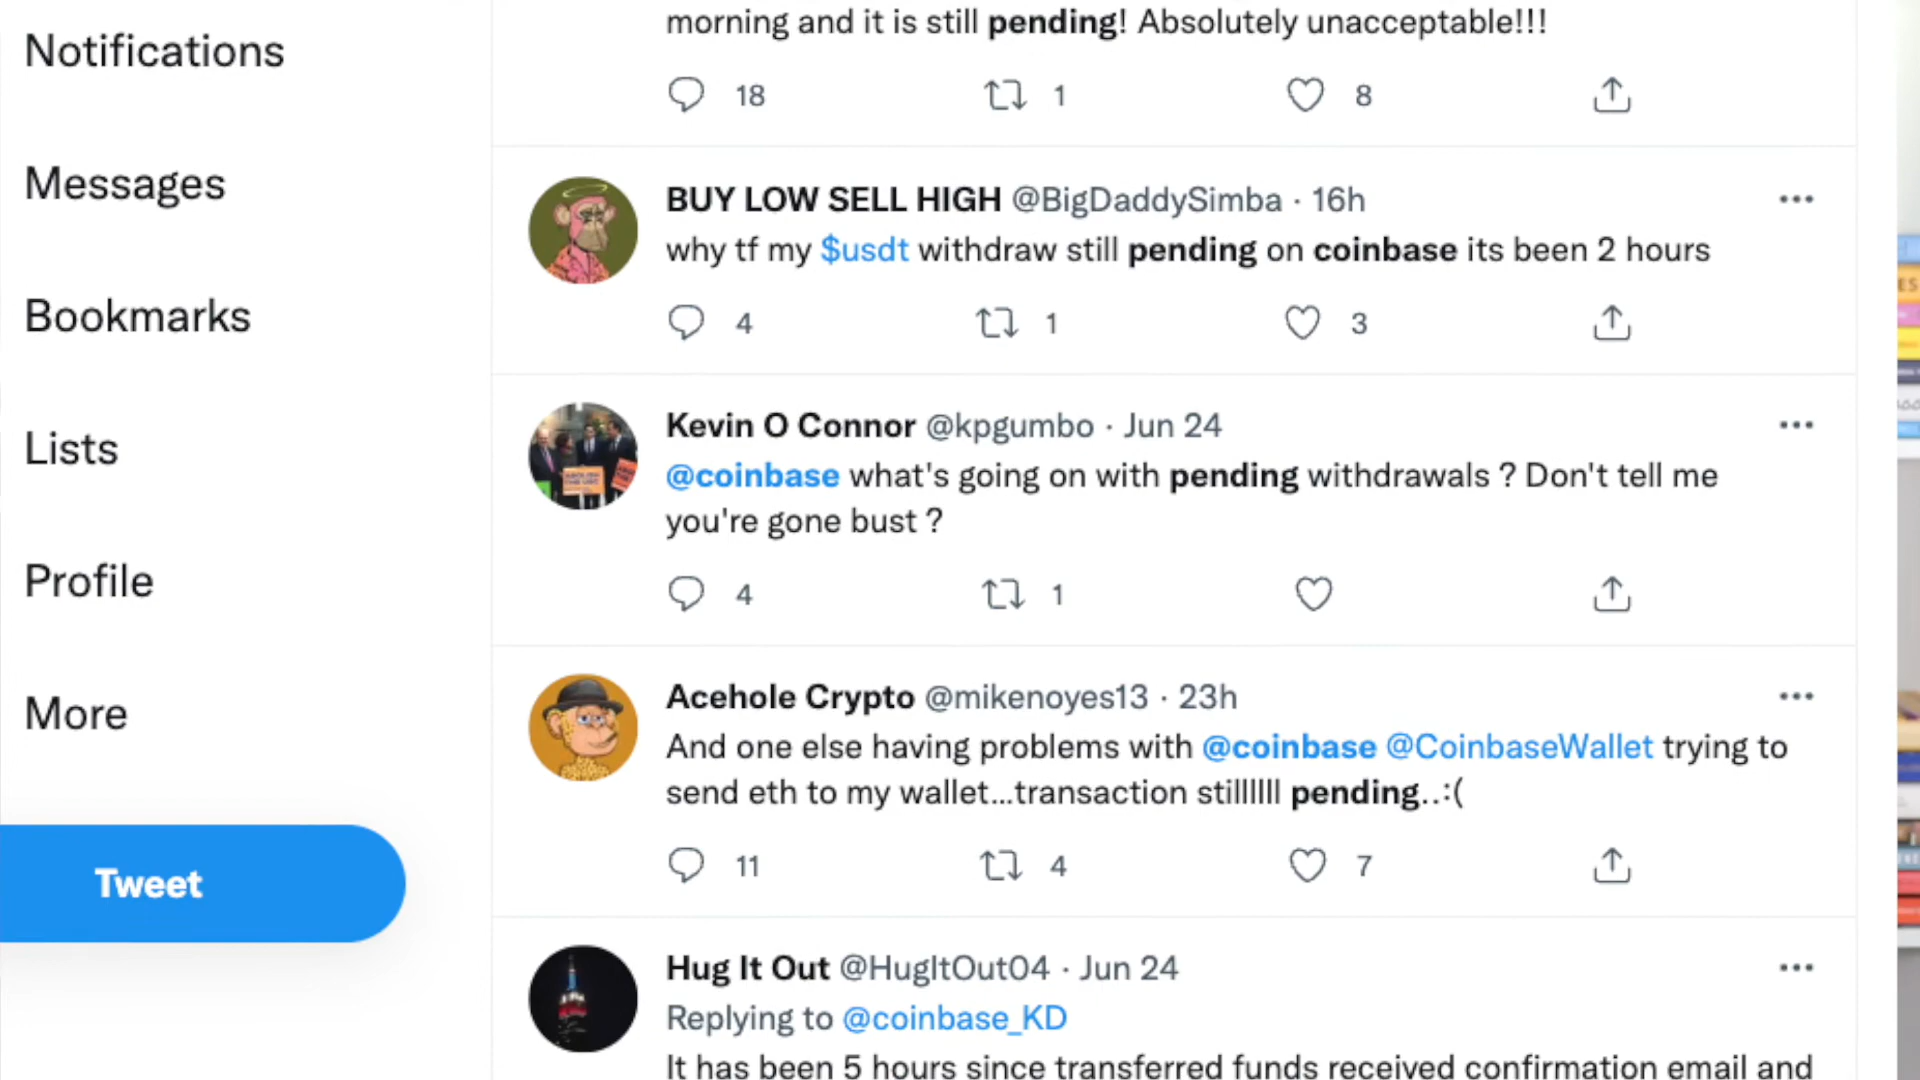 Notifications
Messages
Bookmarks
Lists
Profile
More
Tweet
morning and it is still pending! Absolutely unacceptable!!!
18 1 8
BUY LOW SELL HIGH @BigDaddySimba · 16h
why tf my $usdt withdraw still pending on coinbase its been 2 hours
4 1 3
Kevin O Connor @kpgumbo · Jun 24
@coinbase what's going on with pending withdrawals ? Don't tell me
you're gone bust ?
4 1
Acehole Crypto @mikenoyes13 · 23h
And one else having problems with @coinbase @CoinbaseWallet trying to
send eth to my wallet...transaction stillllll pending..:(
11 4 7
Hug It Out @HugItOut04 · Jun 24
Replying to @coinbase_KD
It has been 5 hours since transferred funds received confirmation email and